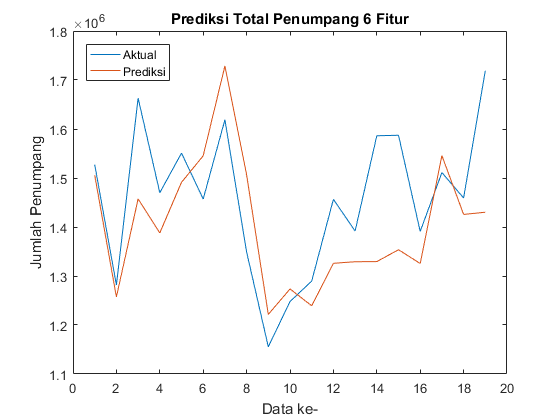 Prediksi Total Penumpang 6 Fitur
×10^6
Aktual
Prediksi
Jumlah Penumpang
1.8
1.7
1.6
1.5
1.4
1.3
1.2
1.1
0 2 4 6 8 10 12 14 16 18 20
Data ke-